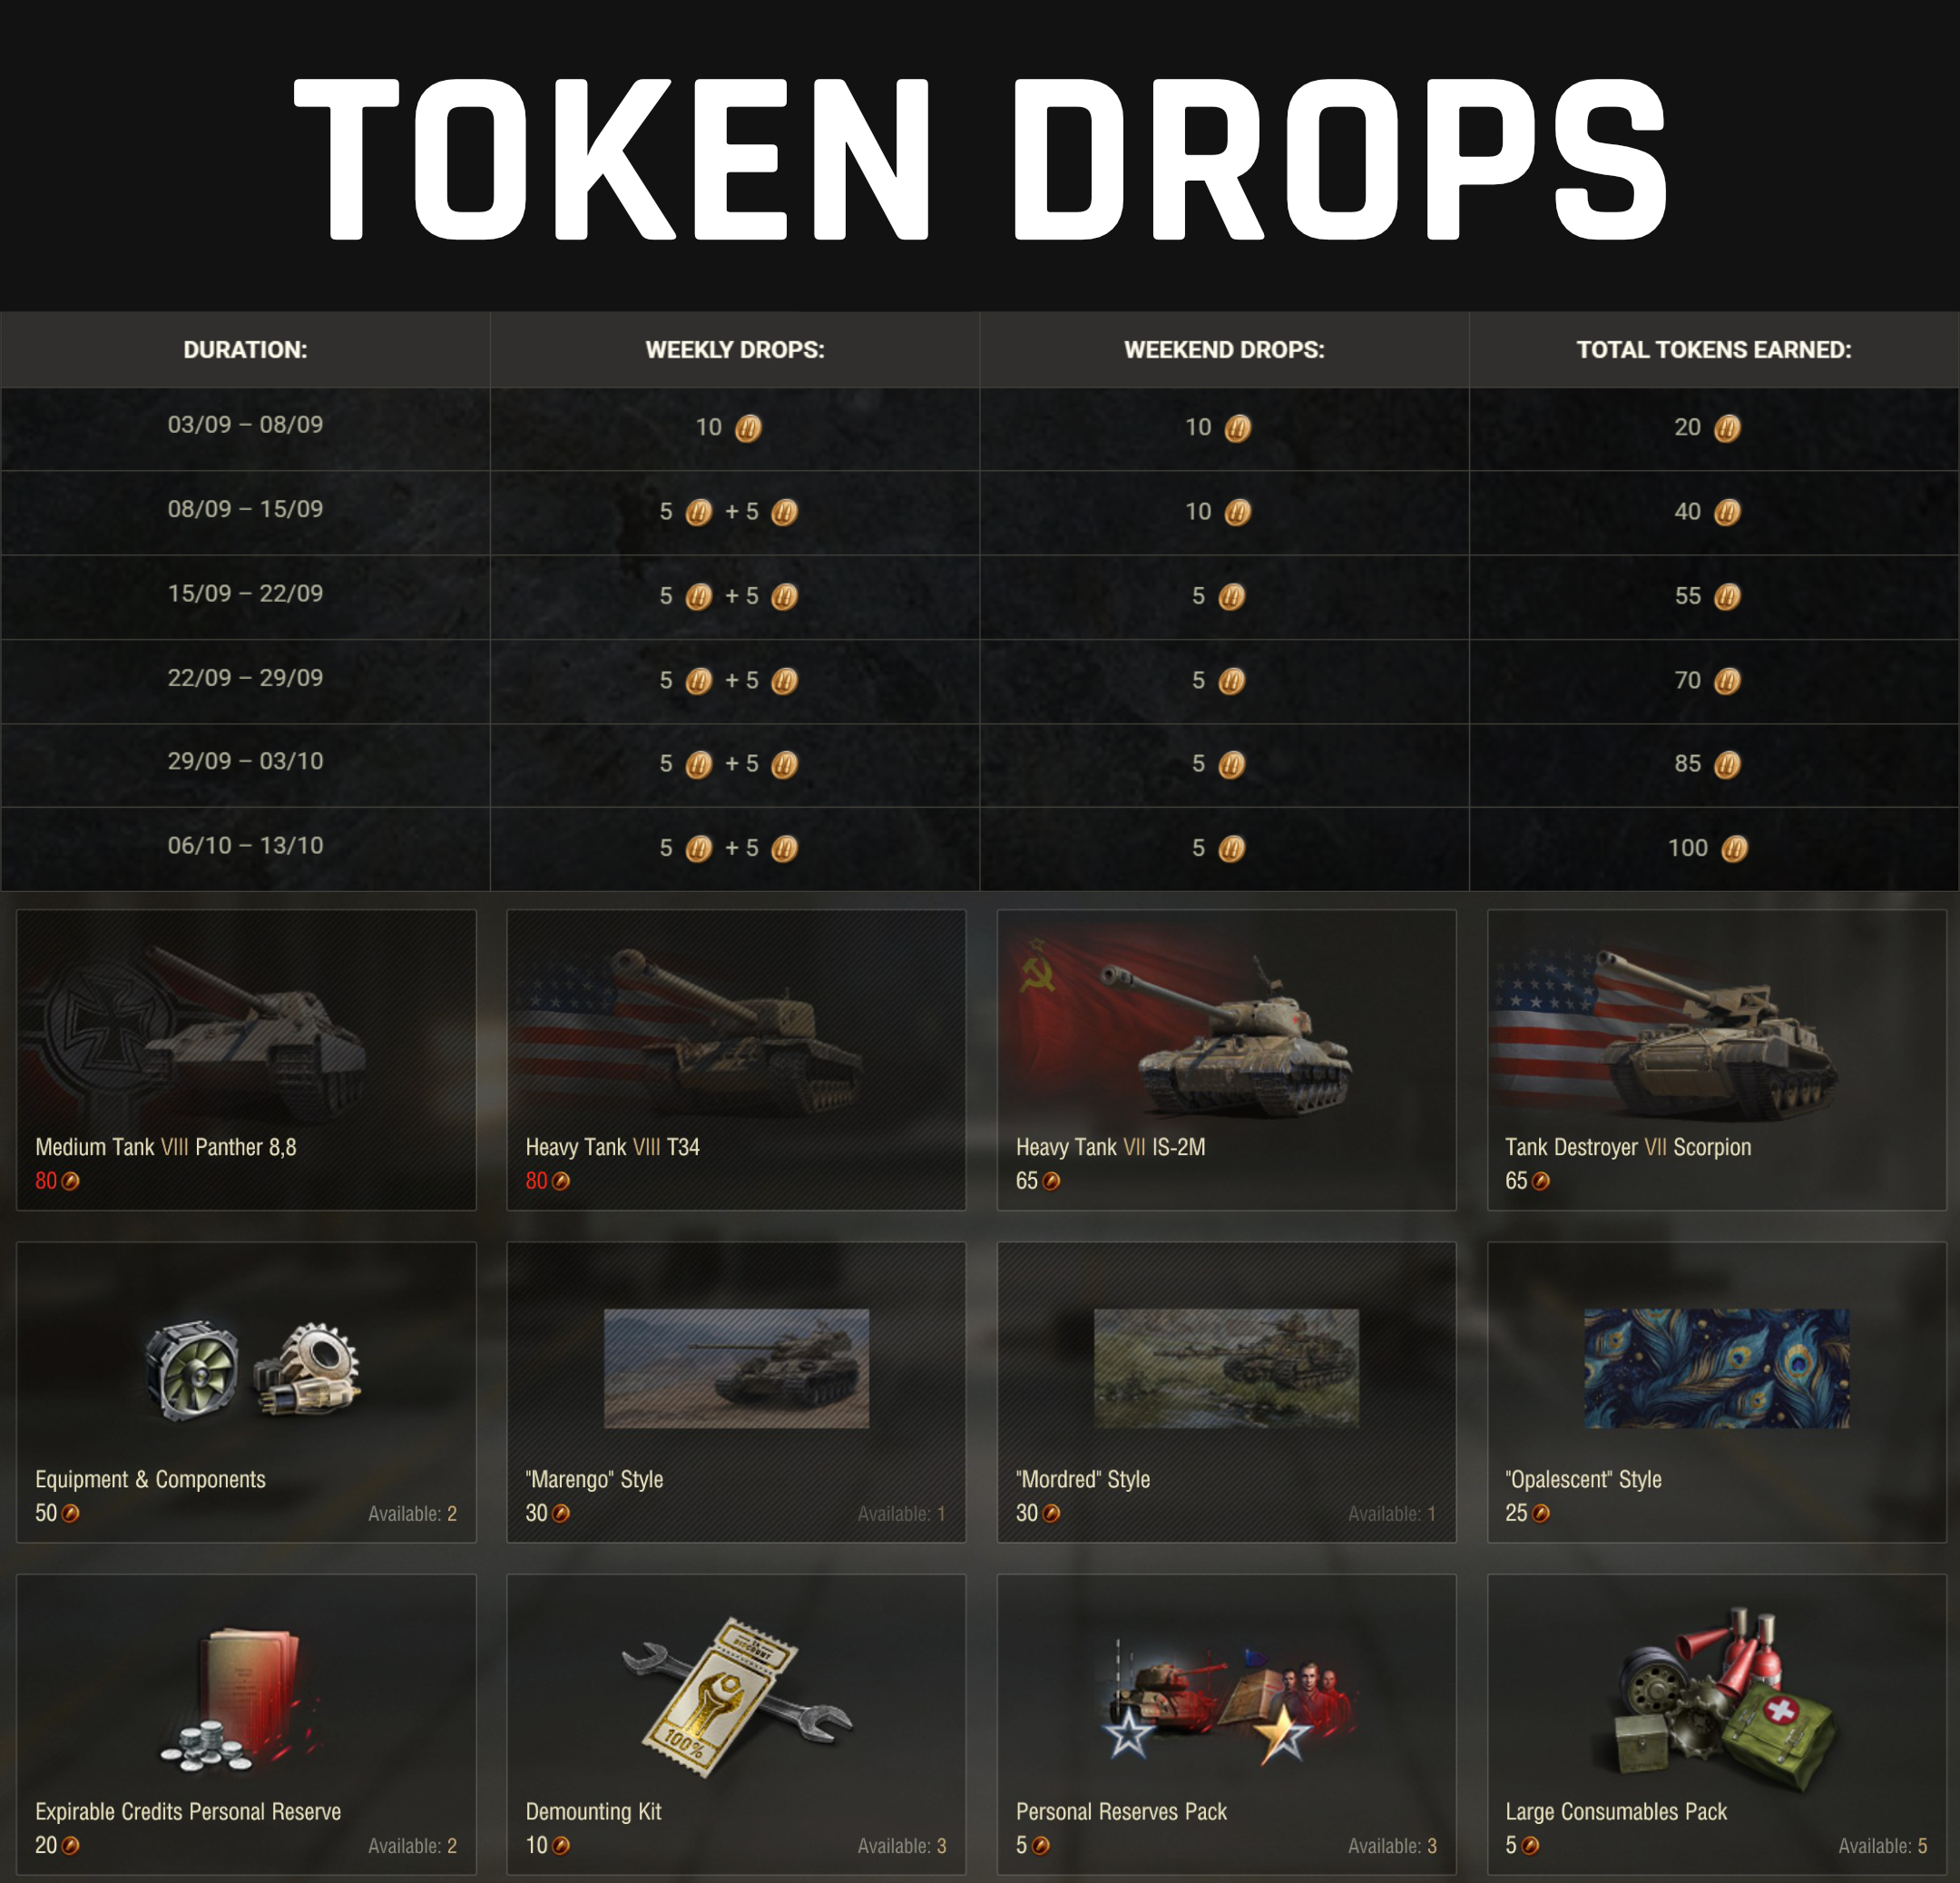 TOKEN DROPS
DURATION: WEEKLY DROPS: WEEKEND DROPS: TOTAL TOKENS EARNED:
03/09 – 08/09 10 10 20
08/09 – 15/09 5 + 5 10 40
15/09 – 22/09 5 + 5 5 55
22/09 – 29/09 5 + 5 5 70
29/09 – 03/10 5 + 5 5 85
06/10 – 13/10 5 + 5 5 100
Medium Tank VIII Panther 8,8
80
Heavy Tank VIII T34
80
Heavy Tank VII IS-2M
65
Tank Destroyer VII Scorpion
65
Equipment & Components
50 Available: 2
"Marengo" Style
30 Available: 1
"Mordred" Style
30 Available: 1
"Opalescent" Style
25
Expirable Credits Personal Reserve
20 Available: 2
DISCOUNT
100%
Demounting Kit
10 Available: 3
Personal Reserves Pack
5 Available: 3
Large Consumables Pack
5 Available: 5